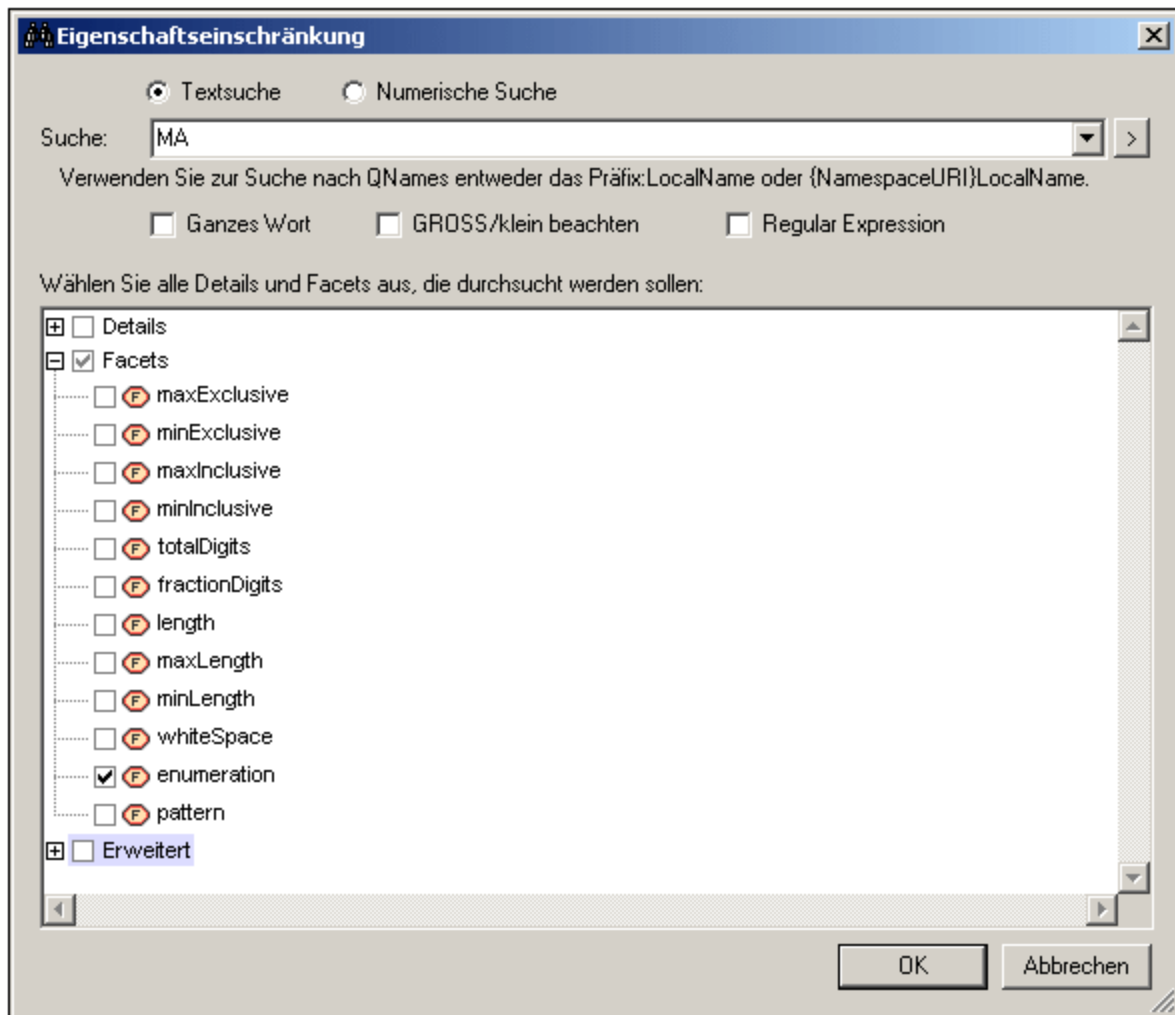 Eigenschaftseinschränkung
Textsuche Numerische Suche
Suche: MA >
Verwenden Sie zur Suche nach QNames entweder das Präfix:LocalName oder {NamespaceURI}LocalName.
Ganzes Wort GROSS/klein beachten Regular Expression
Wählen Sie alle Details und Facets aus, die durchsucht werden sollen:
Details
Facets
F maxExclusive
F minExclusive
F maxInclusive
F minInclusive
F totalDigits
F fractionDigits
F length
F maxLength
F minLength
F whiteSpace
F enumeration
F pattern
Erweitert
OK Abbrechen